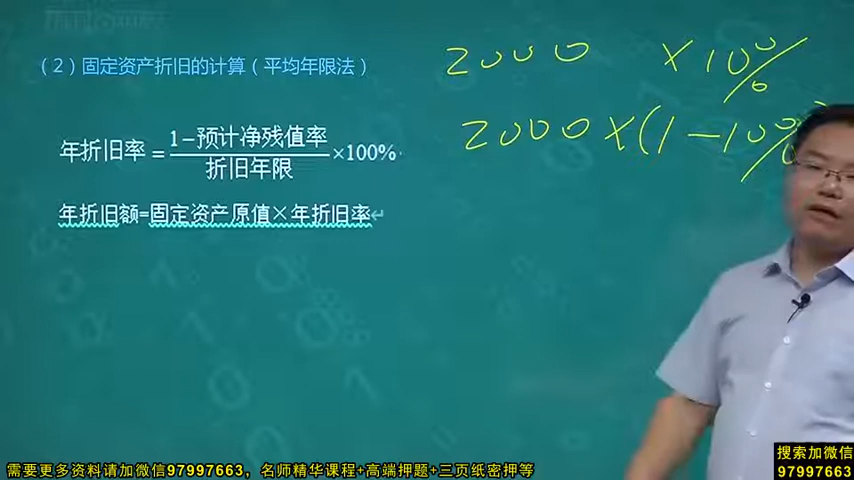 （2）固定资产折旧的计算（平均年限法）
年折旧率=1-预计净残值率/折旧年限×100%
年折旧额=固定资产原值×年折旧率
2000 ×10%
2000×(1-10%
需要更多资料请加微信97997663，名师精华课程+高端押题+三页纸密押等
搜索加微信
97997663